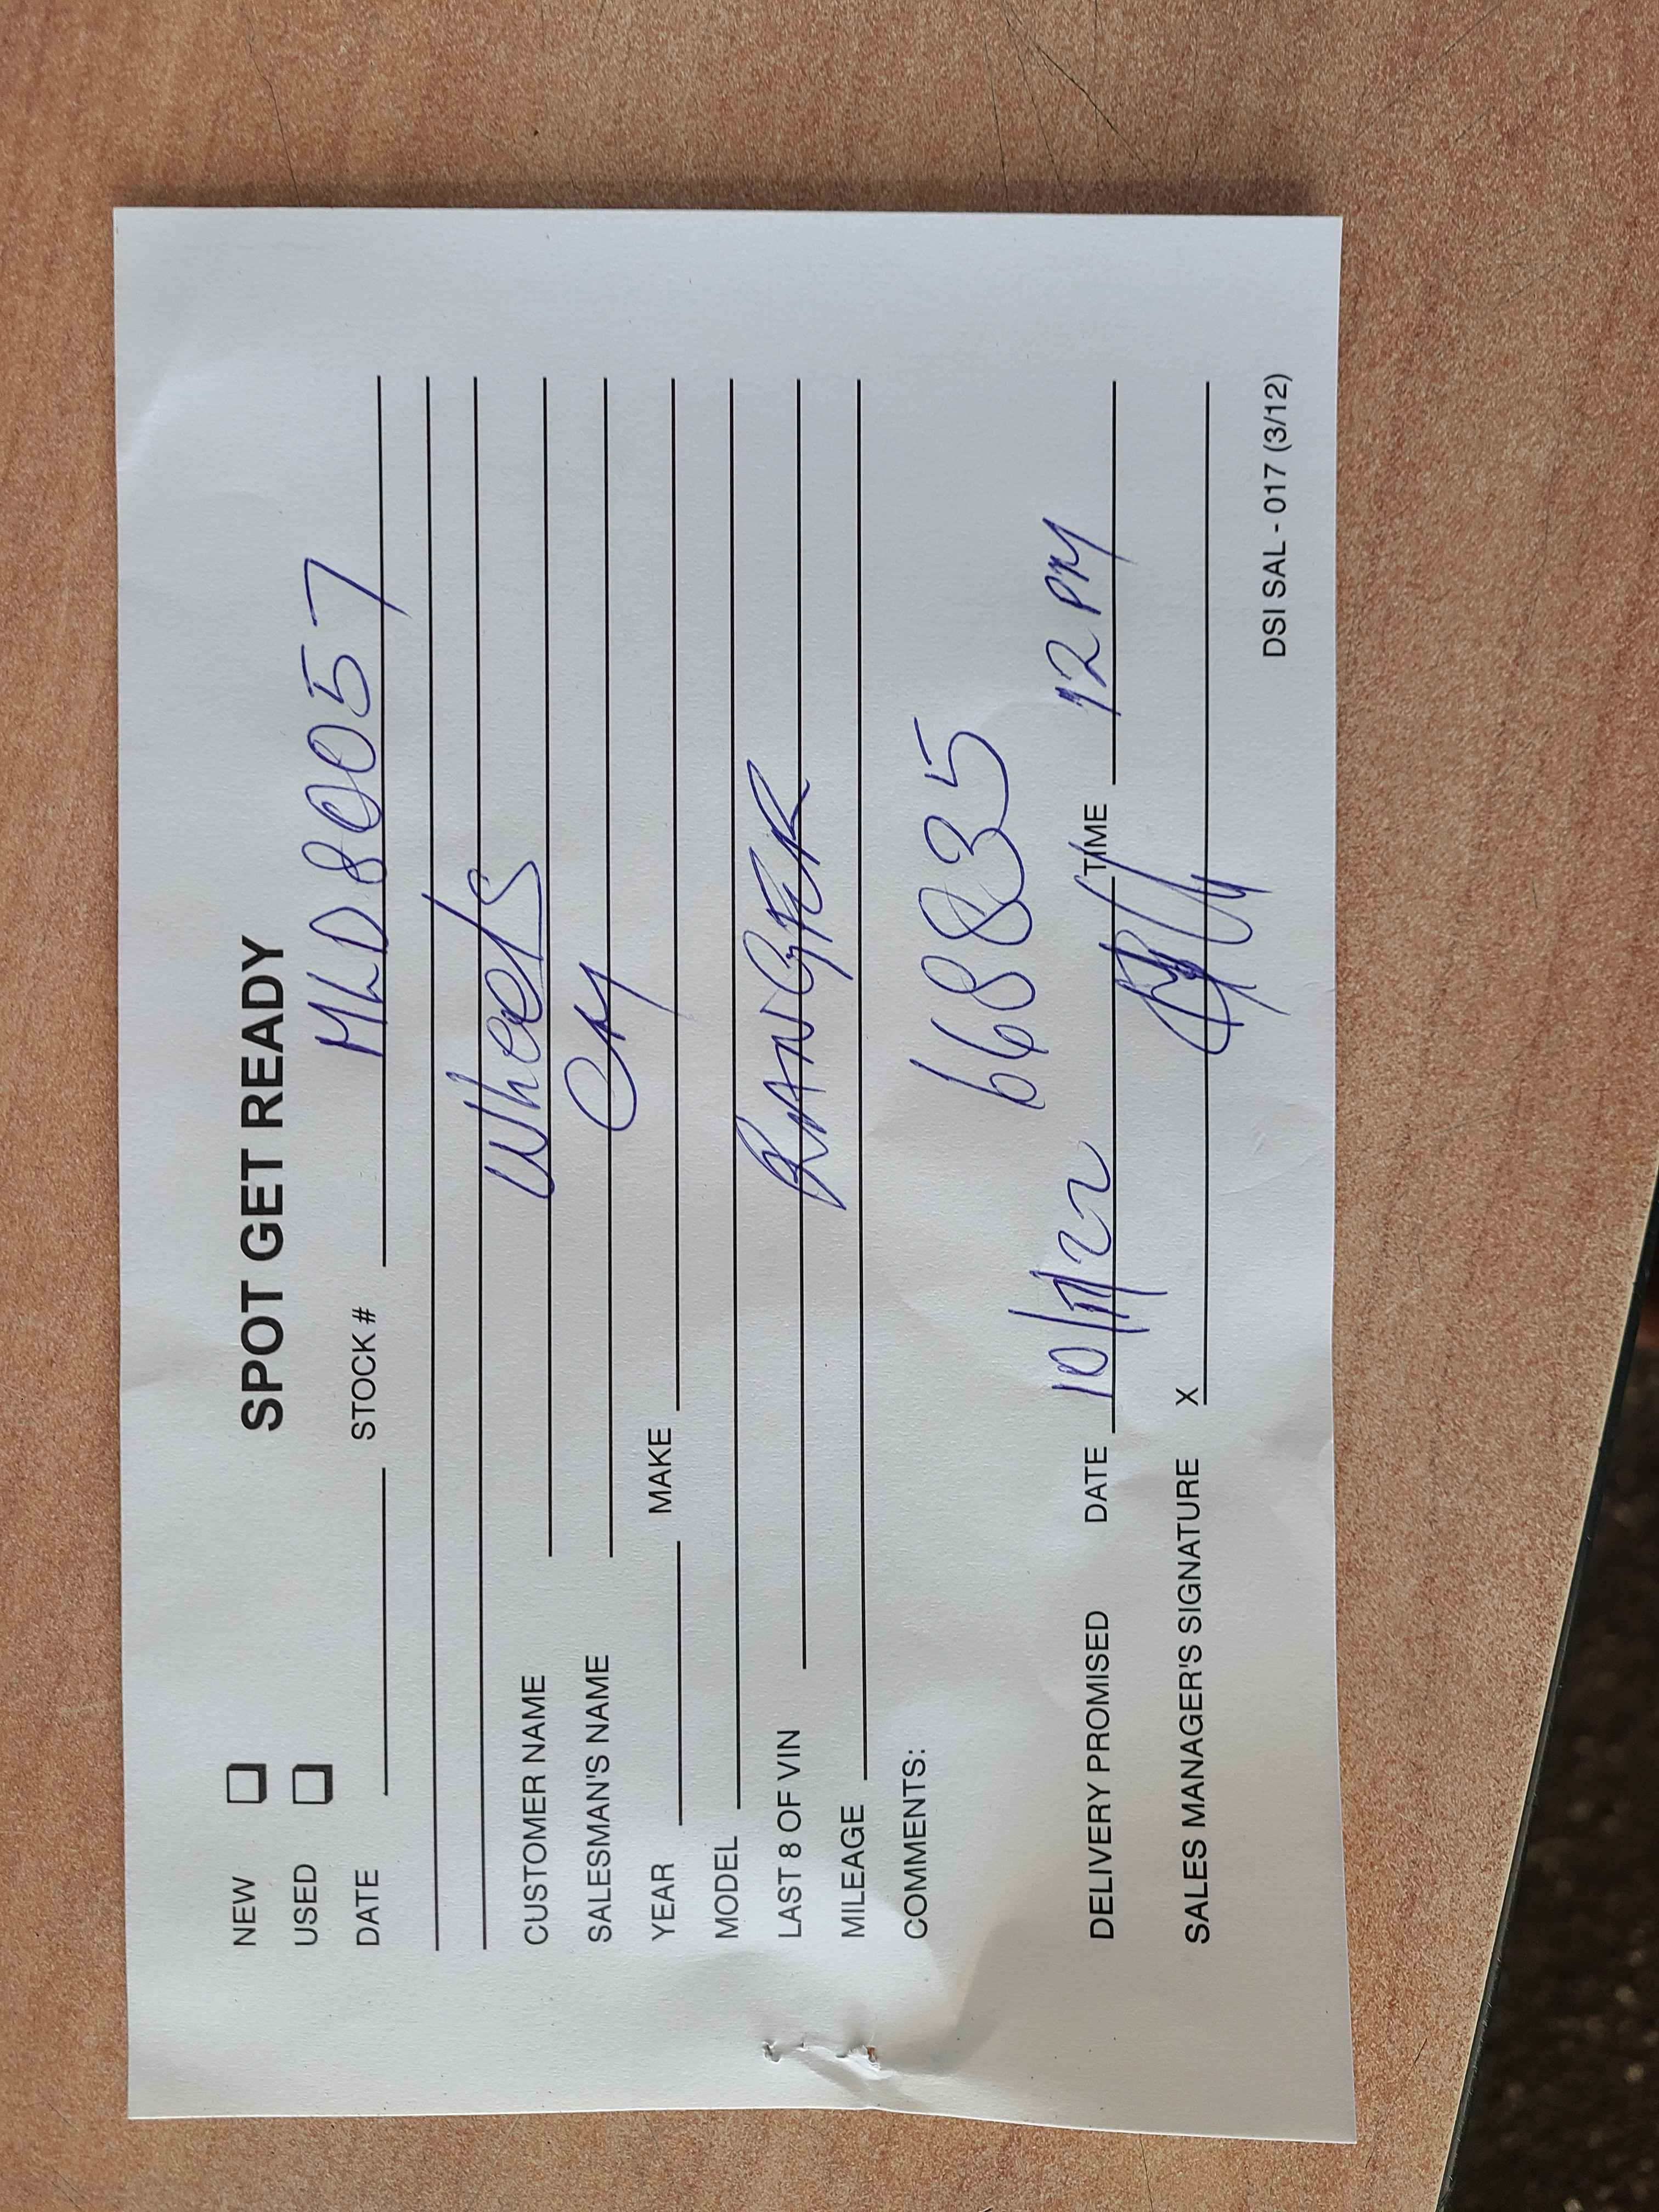 SPOT GET READY
NEW
USED
DATE STOCK # MLD80057
CUSTOMER NAME Wheels
SALESMAN'S NAME CM
YEAR MAKE
MODEL
LAST 8 OF VIN RANGER
MILEAGE
COMMENTS:
66835
DELIVERY PROMISED DATE 10/11/22 TIME 12 PM
SALES MANAGER'S SIGNATURE X
DSI SAL - 017 (3/12)